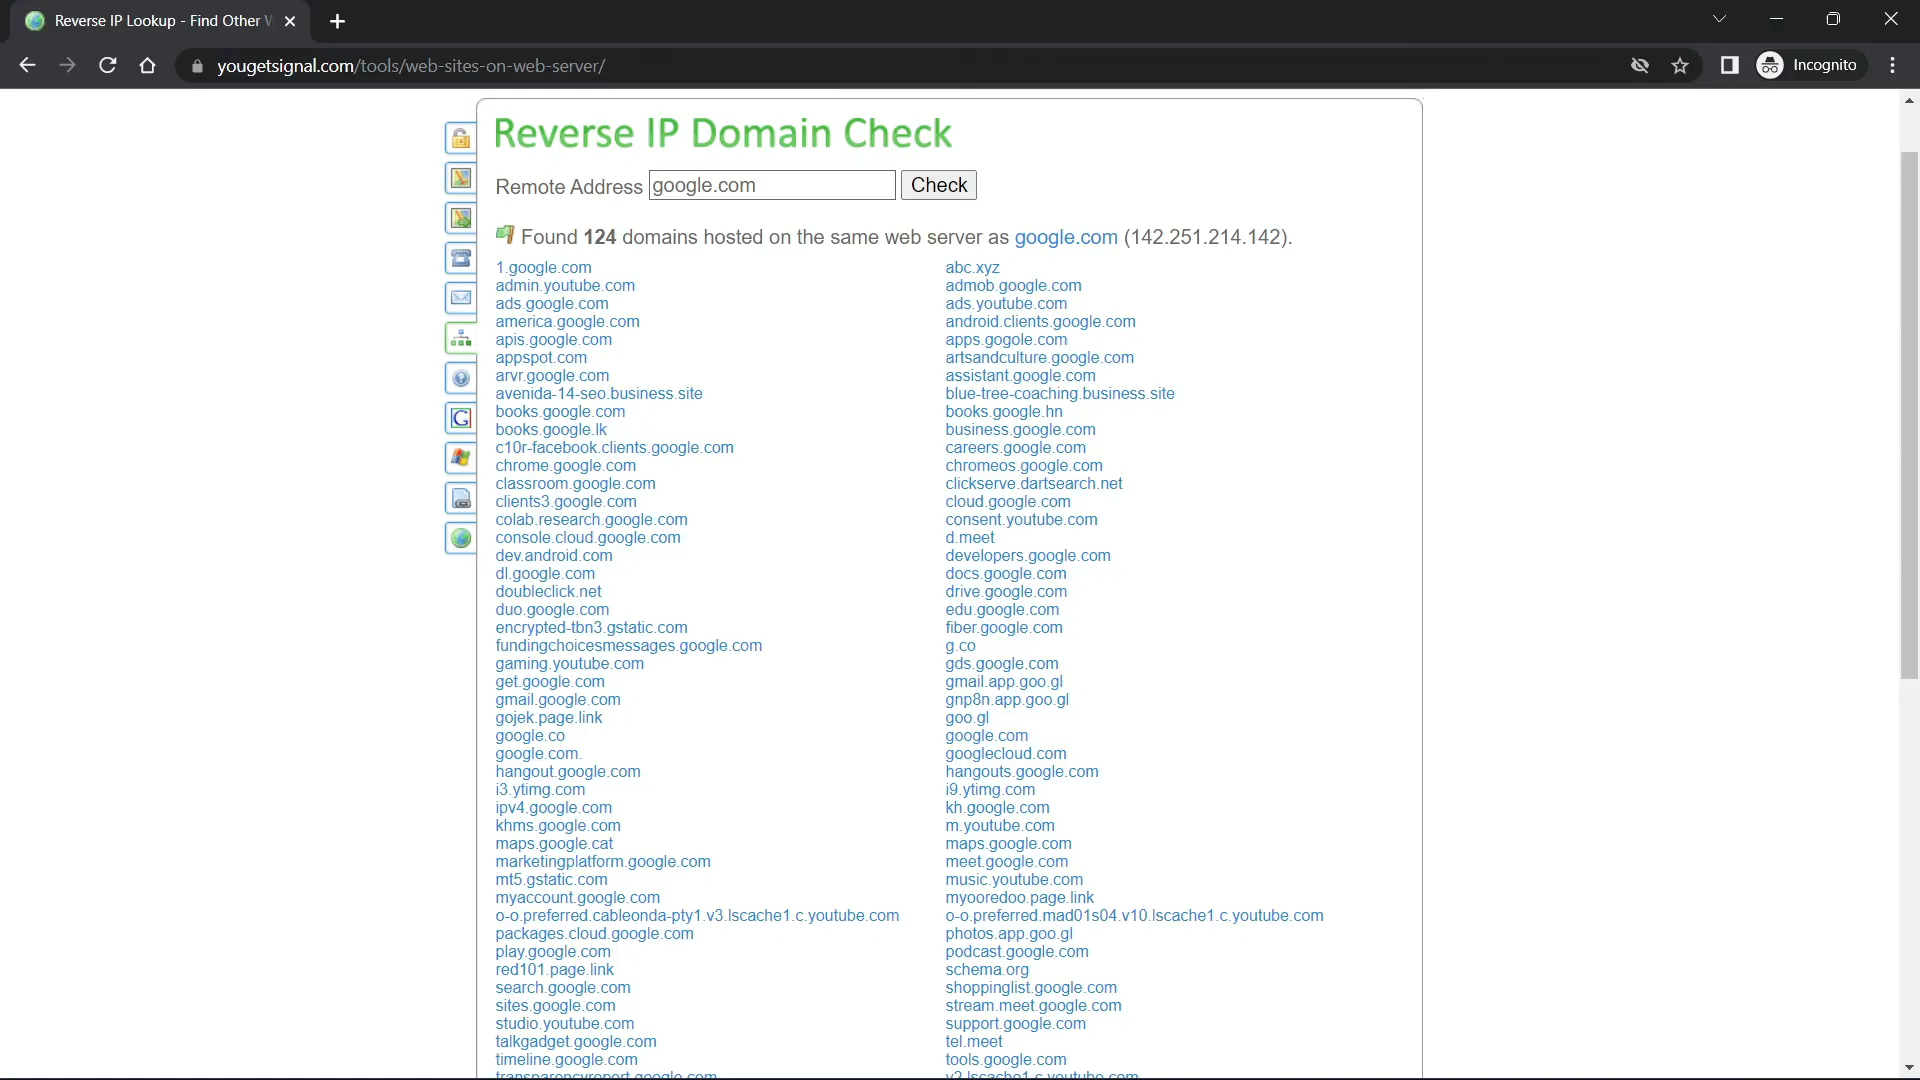 Reverse IP Lookup - Find Other W
yougetsignal.com/tools/web-sites-on-web-server/
Incognito
Reverse IP Domain Check
Remote Address google.com Check
Found 124 domains hosted on the same web server as google.com (142.251.214.142).
1.google.com abc.xyz
admin.youtube.com admob.google.com
ads.google.com ads.youtube.com
america.google.com android.clients.google.com
apis.google.com apps.gogole.com
appspot.com artsandculture.google.com
arvr.google.com assistant.google.com
avenida-14-seo.business.site blue-tree-coaching.business.site
books.google.com books.google.hn
books.google.lk business.google.com
c10r-facebook.clients.google.com careers.google.com
chrome.google.com chromeos.google.com
classroom.google.com clickserve.dartsearch.net
clients3.google.com cloud.google.com
colab.research.google.com consent.youtube.com
console.cloud.google.com d.meet
dev.android.com developers.google.com
dl.google.com docs.google.com
doubleclick.net drive.google.com
duo.google.com edu.google.com
encrypted-tbn3.gstatic.com fiber.google.com
fundingchoicesmessages.google.com g.co
gaming.youtube.com gds.google.com
get.google.com gmail.app.goo.gl
gmail.google.com gnp8n.app.goo.gl
gojek.page.link goo.gl
google.co google.com
google.com. googlecloud.com
hangout.google.com hangouts.google.com
i3.ytimg.com i9.ytimg.com
ipv4.google.com kh.google.com
khms.google.com m.youtube.com
maps.google.cat maps.google.com
marketingplatform.google.com meet.google.com
mt5.gstatic.com music.youtube.com
myaccount.google.com myooredoo.page.link
o-o.preferred.cableonda-pty1.v3.lscache1.c.youtube.com o-o.preferred.mad01s04.v10.lscache1.c.youtube.com
packages.cloud.google.com photos.app.goo.gl
play.google.com podcast.google.com
red101.page.link schema.org
search.google.com shoppinglist.google.com
sites.google.com stream.meet.google.com
studio.youtube.com support.google.com
talkgadget.google.com tel.meet
timeline.google.com tools.google.com
transparencyreport.google.com v2.lscache1.c.youtube.com